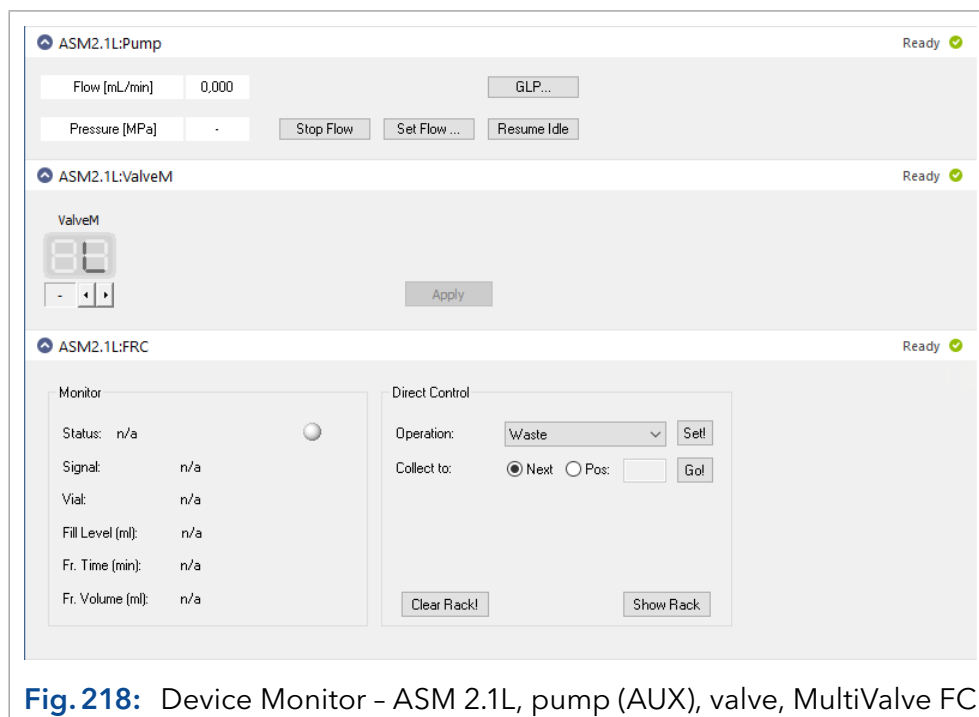 ASM2.1L:Pump Ready
Flow [mL/min] 0,000 GLP...
Pressure [MPa] - Stop Flow Set Flow ... Resume Idle
ASM2.1L:ValveM Ready
ValveM
L
- Apply
ASM2.1L:FRC Ready
Monitor Direct Control
Status: n/a Operation: Waste Set!
Signal: n/a Collect to: Next Pos: Go!
Vial: n/a
Fill Level (ml): n/a
Fr. Time (min): n/a
Fr. Volume (ml): n/a Clear Rack! Show Rack
Fig. 218: Device Monitor – ASM 2.1L, pump (AUX), valve, MultiValve FC